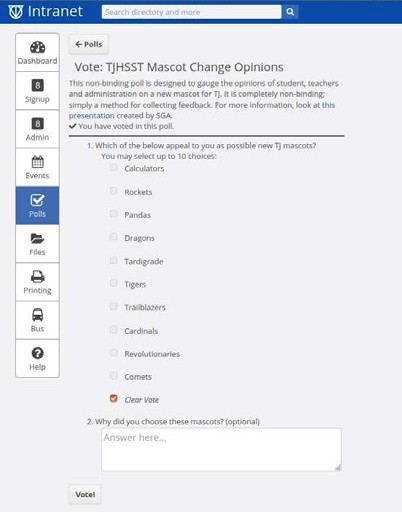 Intranet
Search directory and more
Dashboard
8
Signup
8
Admin
Events
Polls
Files
Printing
Bus
?
Help
← Polls
Vote: TJHSST Mascot Change Opinions
This non-binding poll is designed to gauge the opinions of student, teachers
and administration on a new mascot for TJ. It is completely non-binding;
simply a method for collecting feedback. For more information, look at this
presentation created by SGA.
✔ You have voted in this poll.
1. Which of the below appeal to you as possible new TJ mascots?
You may select up to 10 choices:
Calculators
Rockets
Pandas
Dragons
Tardigrade
Tigers
Trailblazers
Cardinals
Revolutionaries
Comets
Clear Vote
2. Why did you choose these mascots? (optional)
Answer here...
Vote!